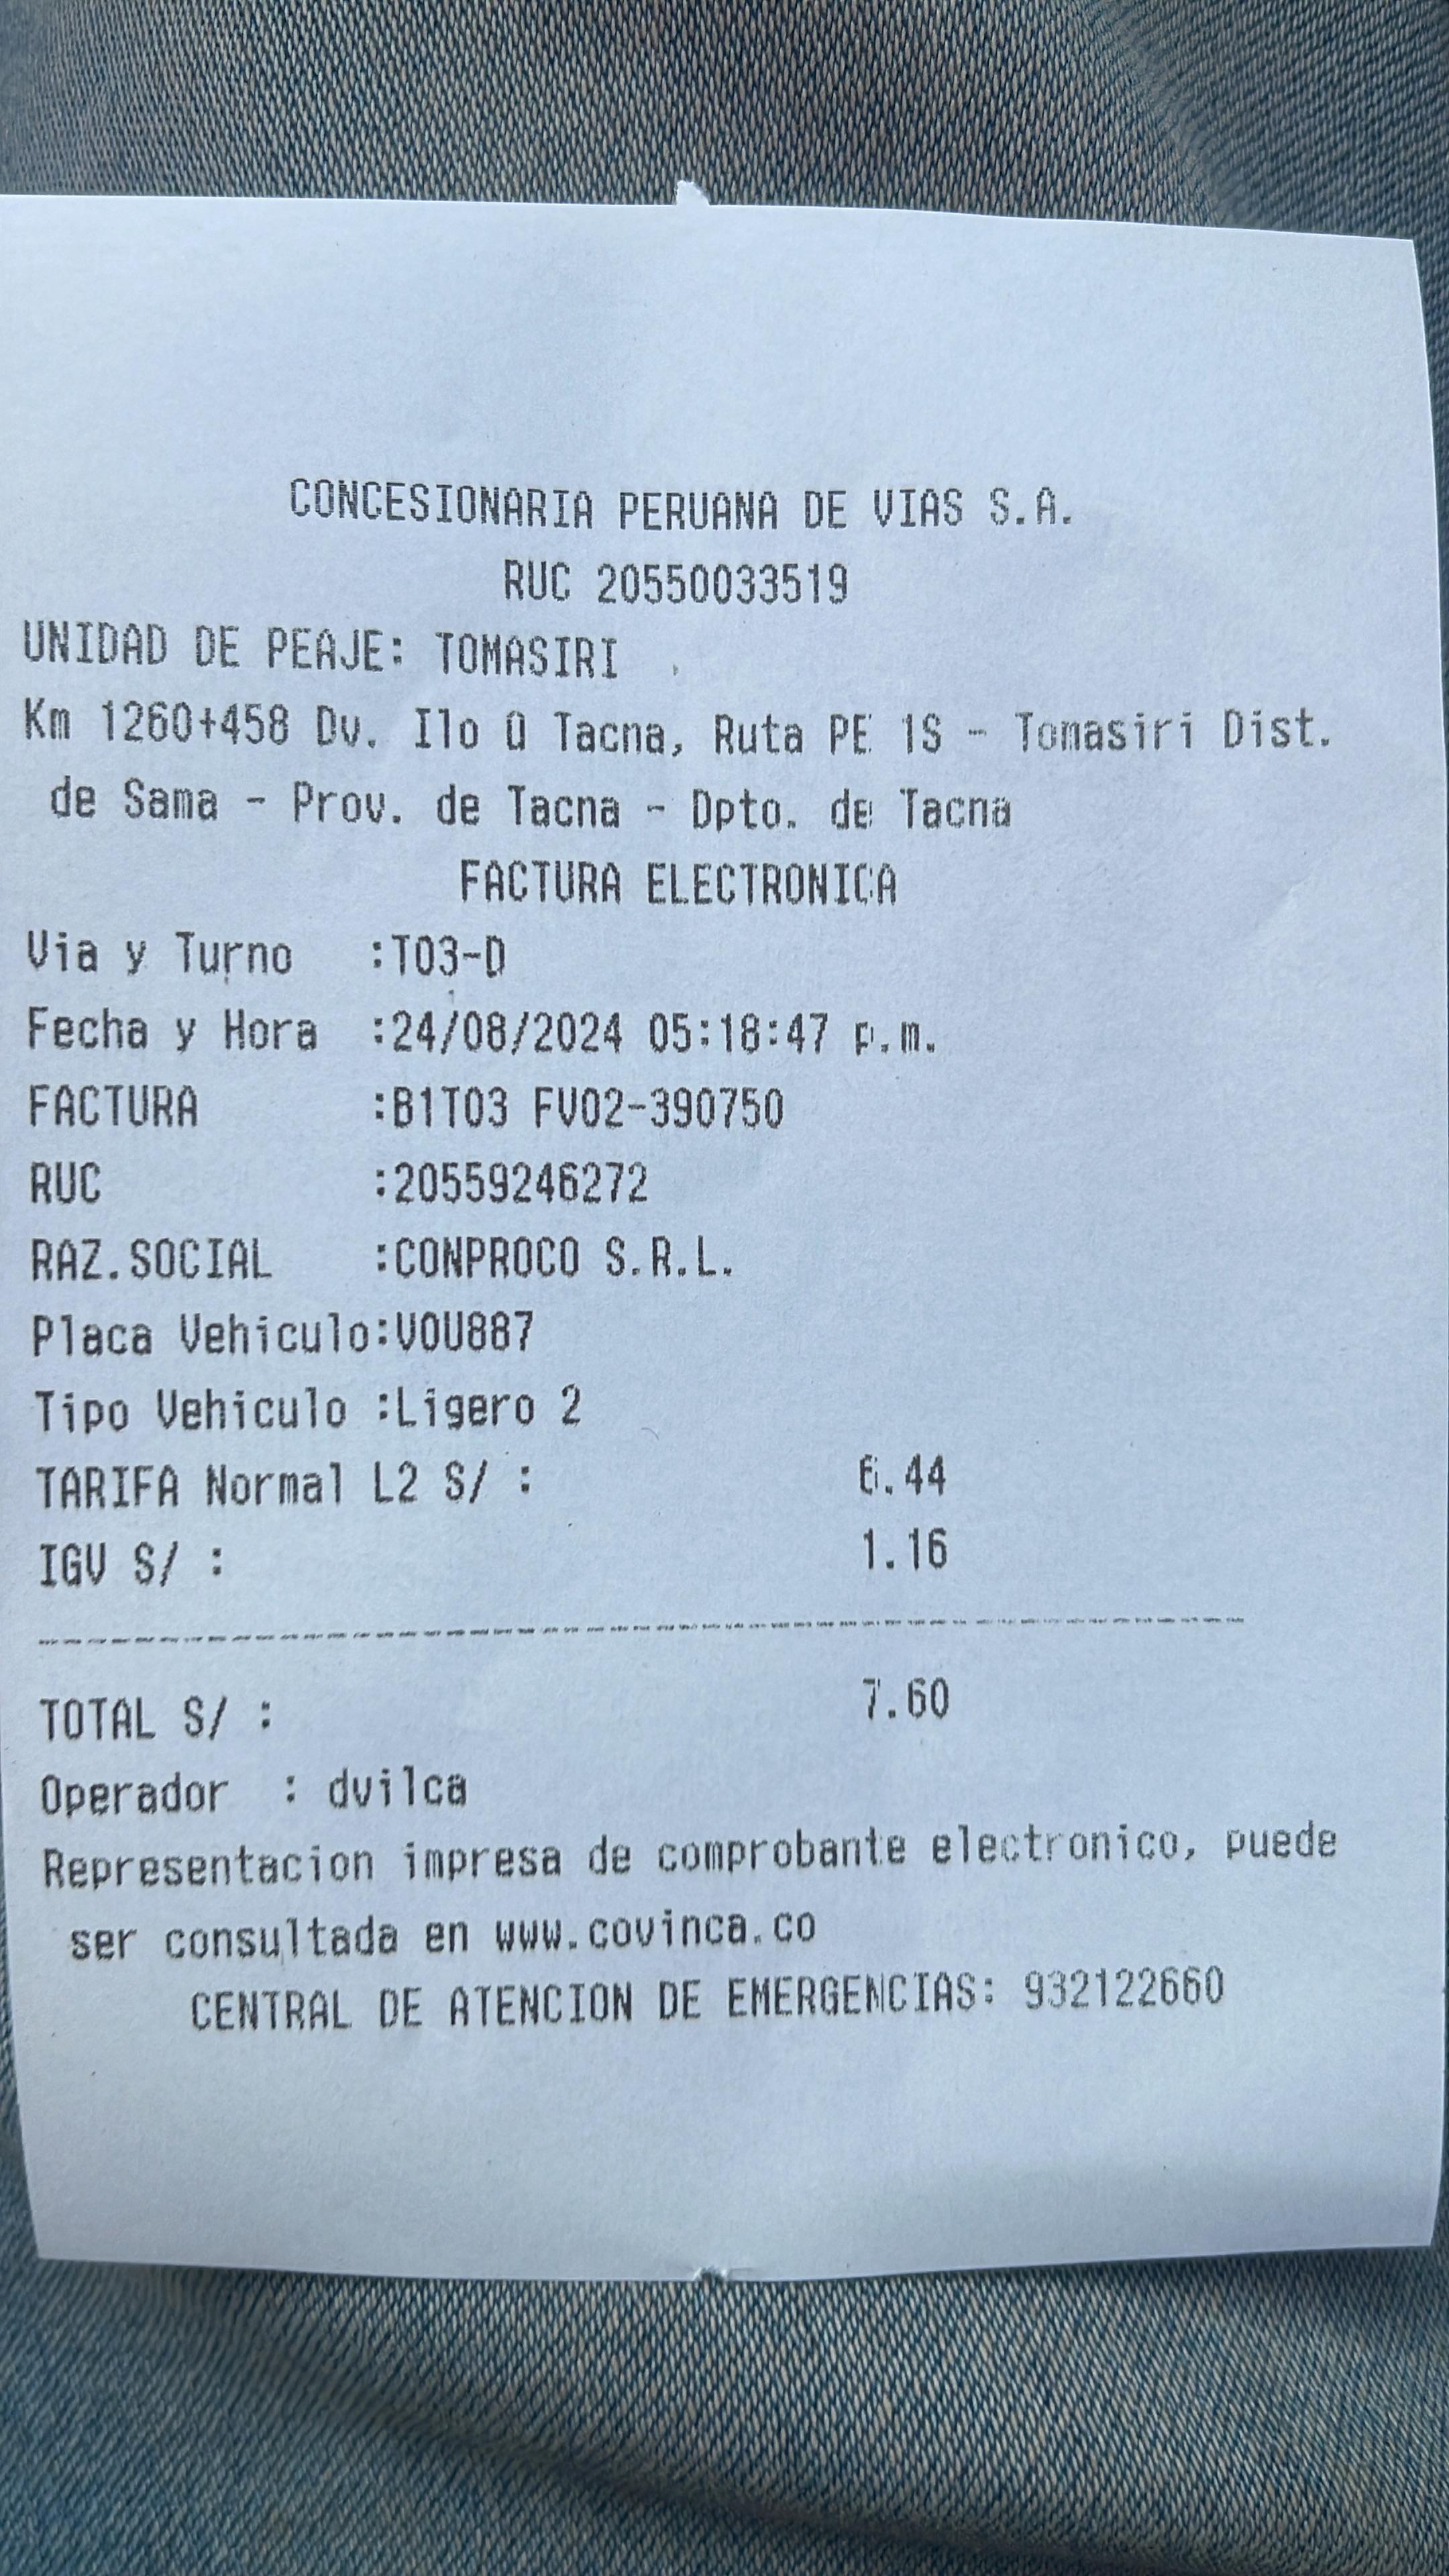 CONCESIONARIA PERUANA DE VIAS S.A.
RUC 20550033519
UNIDAD DE PEAJE: TOMASIRI
Km 1260+458 Dv. Ilo û Tacna, Ruta PE 1S - Tomasiri Dist.
de Sama - Prov. de Tacna - Dpto. de Tacna
FACTURA ELECTRONICA
Via y Turno :T03-D
Fecha y Hora :24/08/2024 05:18:47 p.m.
FACTURA :B1T03 FV02-390750
RUC :20559246272
RAZ.SOCIAL :CONPROCO S.R.L.
Placa Vehiculo:V0U887
Tipo Vehiculo :Ligero 2
TARIFA Normal L2 S/ : 6.44
IGV S/ : 1.16
TOTAL S/ : 7.60
Operador : dvilca
Representacion impresa de comprobante electronico, puede
ser consultada en www.covinca.co
CENTRAL DE ATENCION DE EMERGENCIAS: 932122660